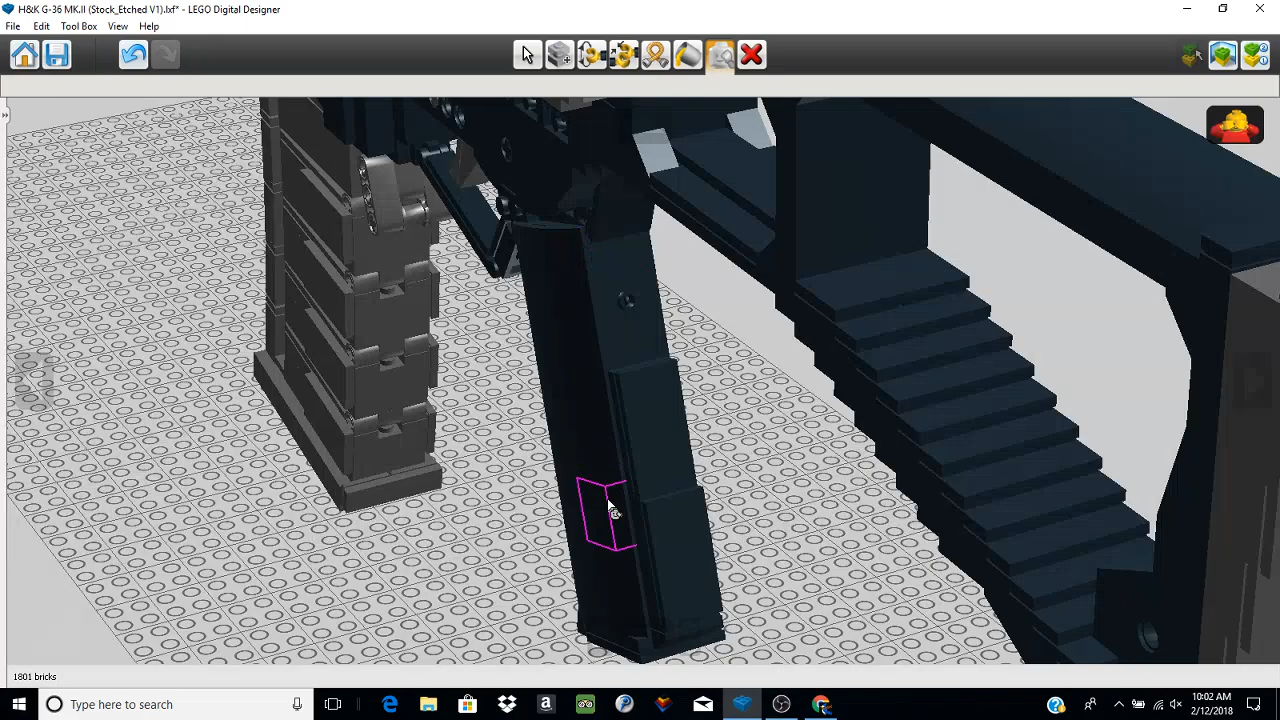 H&K G-36 MK.II (Stock_Etched V1).lxf* - LEGO Digital Designer
File Edit Tool Box View Help
1801 bricks
Type here to search
10:02 AM
2/12/2018